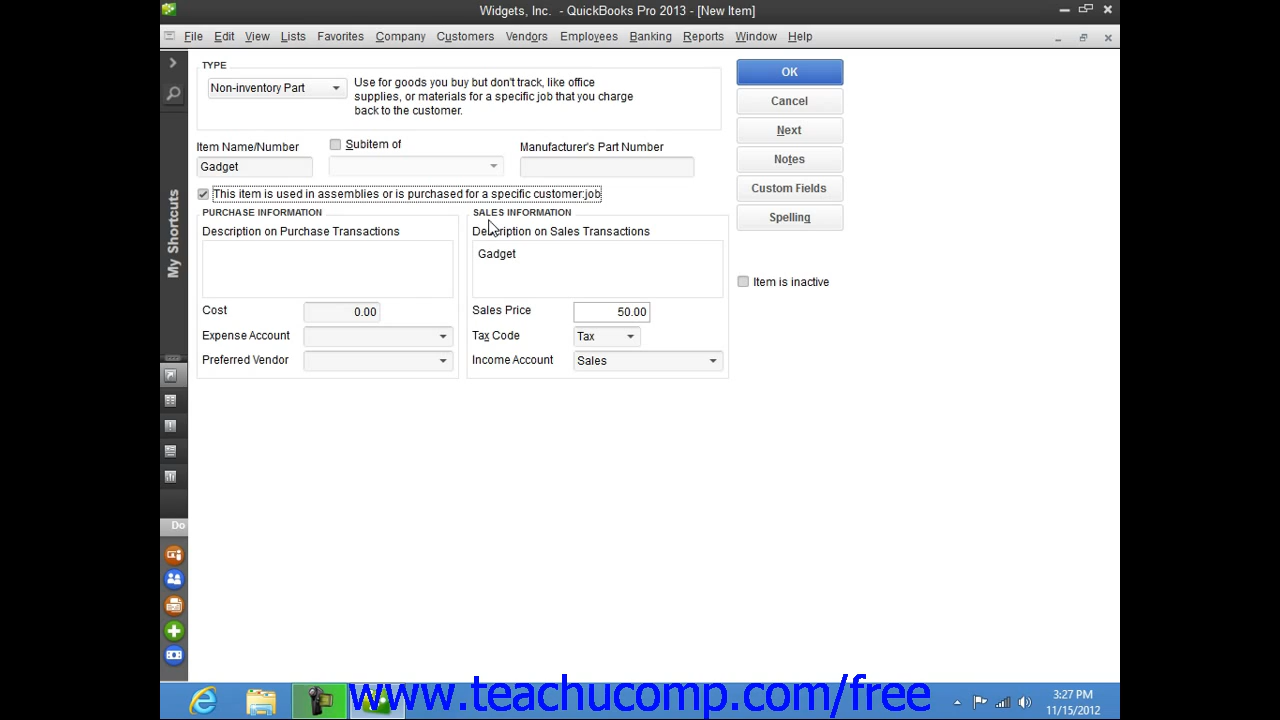 Widgets, Inc. - QuickBooks Pro 2013 - [New Item]
File Edit View Lists Favorites Company Customers Vendors Employees Banking Reports Window Help
TYPE
Non-inventory Part
Use for goods you buy but don't track, like office
supplies, or materials for a specific job that you charge
back to the customer.
OK
Cancel
Next
Notes
Custom Fields
Spelling
Item Name/Number
Subitem of
Manufacturer's Part Number
Gadget
This item is used in assemblies or is purchased for a specific customer:job
PURCHASE INFORMATION
Description on Purchase Transactions
Cost 0.00
Expense Account
Preferred Vendor
SALES INFORMATION
Description on Sales Transactions
Gadget
Sales Price 50.00
Tax Code Tax
Income Account Sales
Item is inactive
My Shortcuts
Do
www.teachucomp.com/free
3:27 PM
11/15/2012